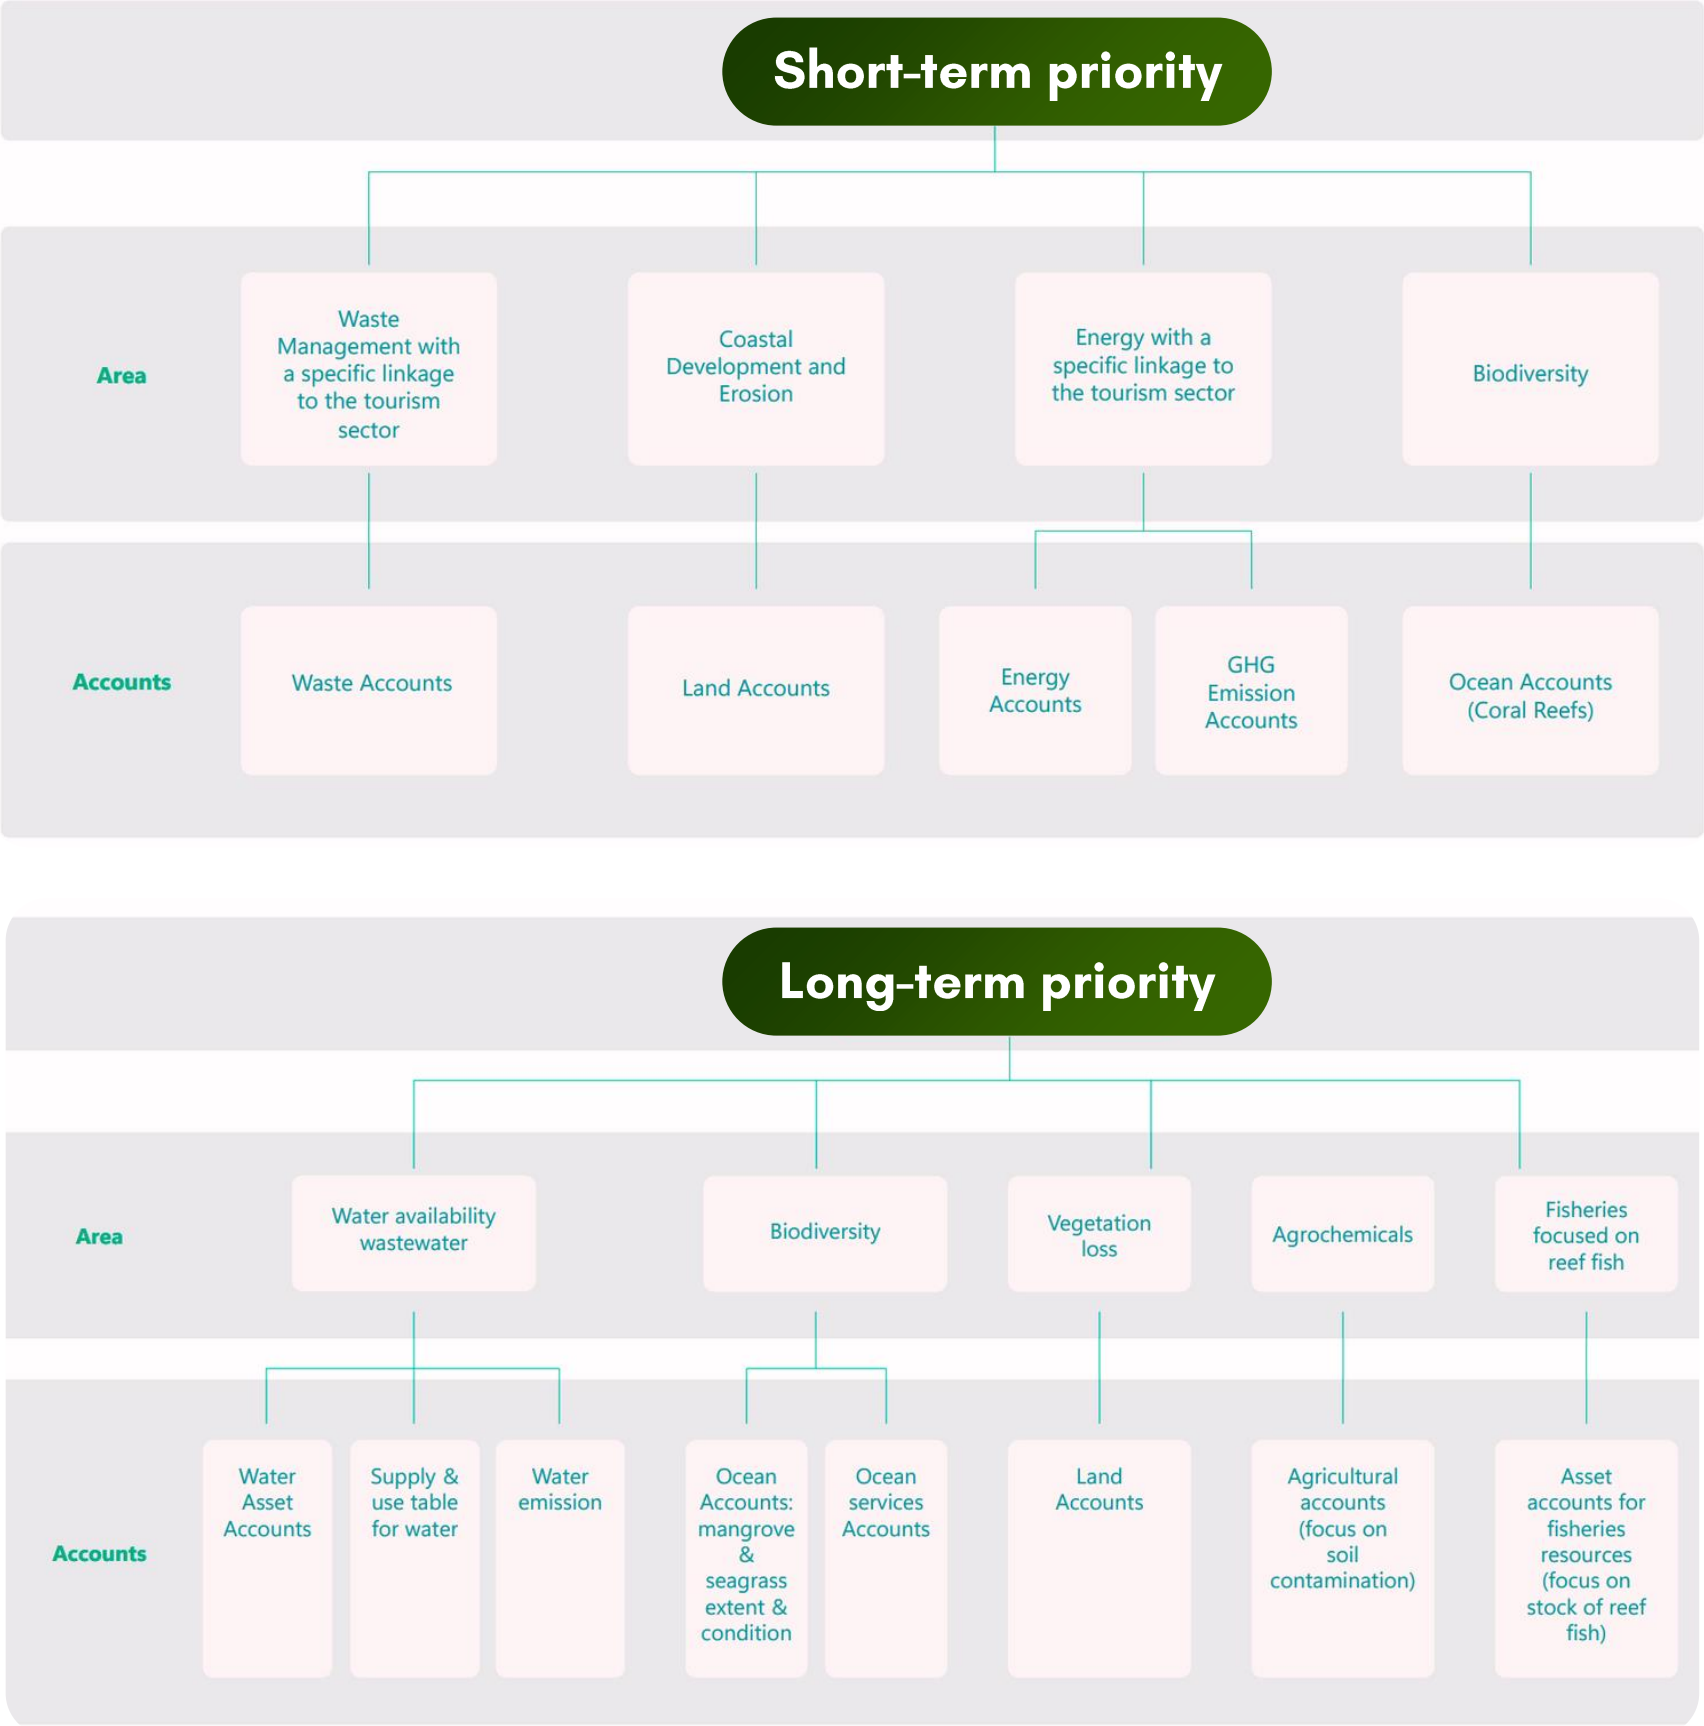 Short-term priority
Area
Waste
Management with
a specific linkage
to the tourism
sector
Coastal
Development and
Erosion
Energy with a
specific linkage to
the tourism sector
Biodiversity
Accounts
Waste Accounts
Land Accounts
Energy
Accounts
GHG
Emission
Accounts
Ocean Accounts
(Coral Reefs)
Long-term priority
Area
Water availability
wastewater
Biodiversity
Vegetation
loss
Agrochemicals
Fisheries
focused on
reef fish
Accounts
Water
Asset
Accounts
Supply &
use table
for water
Water
emission
Ocean
Accounts:
mangrove
&
seagrass
extent &
condition
Ocean
services
Accounts
Land
Accounts
Agricultural
accounts
(focus on
soil
contamination)
Asset
accounts for
fisheries
resources
(focus on
stock of reef
fish)